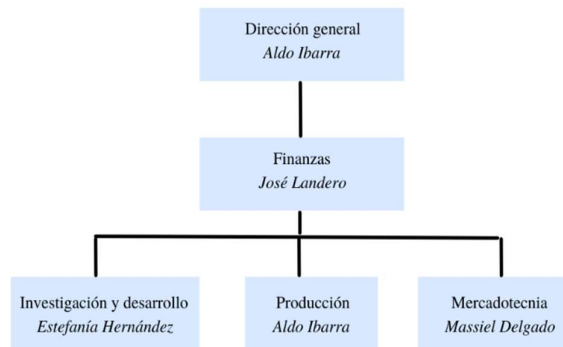 Dirección general
Aldo Ibarra
Finanzas
José Landero
Investigación y desarrollo
Estefanía Hernández
Producción
Aldo Ibarra
Mercadotecnia
Massiel Delgado